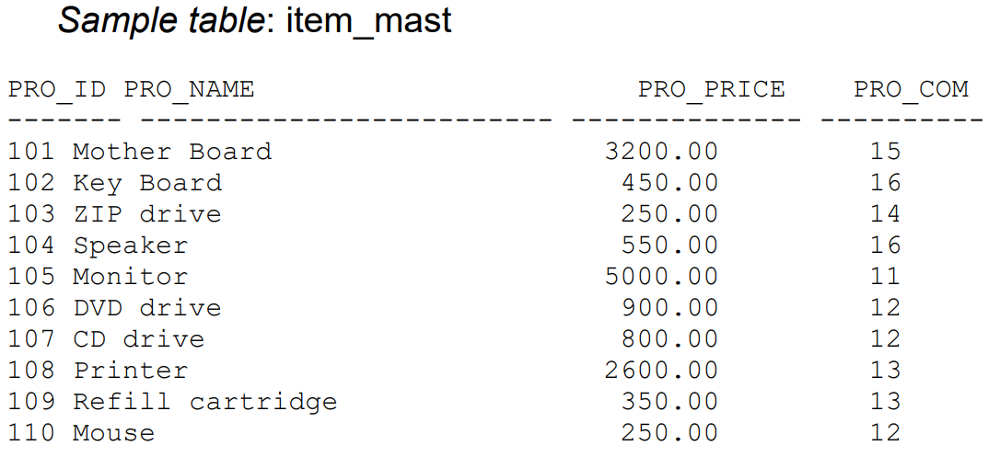 Sample table: item_mast
PRO_ID PRO_NAME PRO_PRICE PRO_COM
------- ------------------------- -------------- ----------
101 Mother Board 3200.00 15
102 Key Board 450.00 16
103 ZIP drive 250.00 14
104 Speaker 550.00 16
105 Monitor 5000.00 11
106 DVD drive 900.00 12
107 CD drive 800.00 12
108 Printer 2600.00 13
109 Refill cartridge 350.00 13
110 Mouse 250.00 12